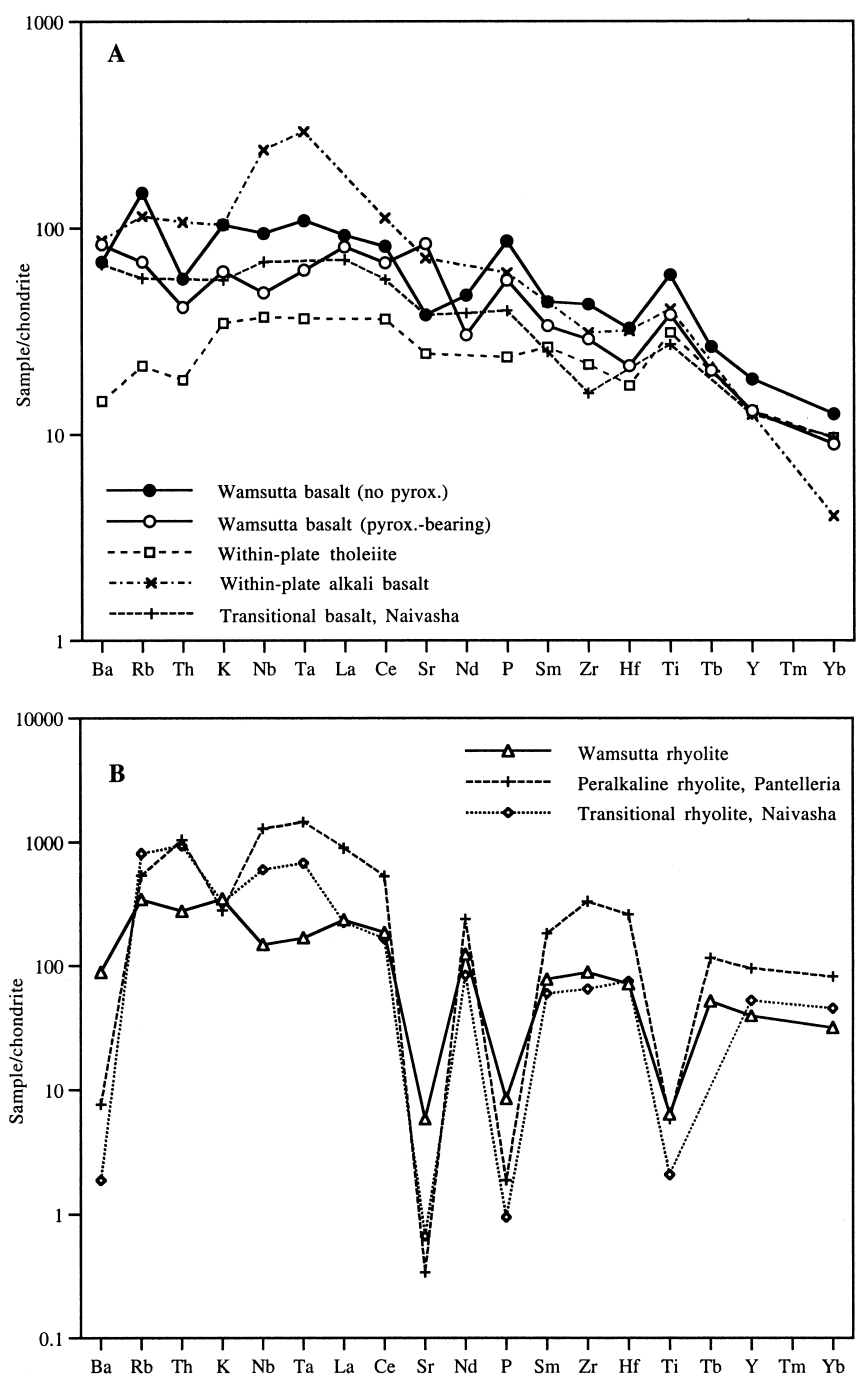 1000
A
100
Sample/chondrite
10
Wamsutta basalt (no pyrox.)
Wamsutta basalt (pyrox.-bearing)
Within-plate tholeiite
Within-plate alkali basalt
Transitional basalt, Naivasha
1
Ba Rb Th K Nb Ta La Ce Sr Nd P Sm Zr Hf Ti Tb Y Tm Yb
10000
B
Wamsutta rhyolite
Peralkaline rhyolite, Pantelleria
Transitional rhyolite, Naivasha
1000
100
Sample/chondrite
10
1
0.1
Ba Rb Th K Nb Ta La Ce Sr Nd P Sm Zr Hf Ti Tb Y Tm Yb